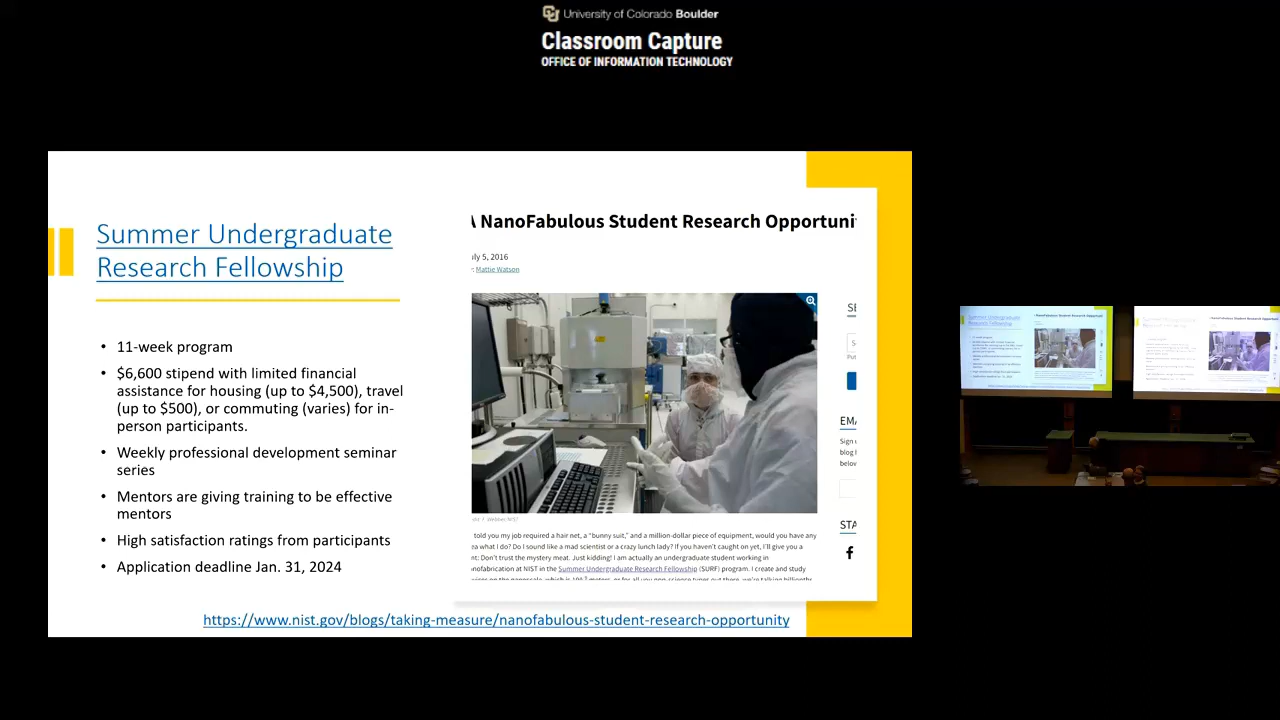 University of Colorado Boulder
Classroom Capture
OFFICE OF INFORMATION TECHNOLOGY
Summer Undergraduate
Research Fellowship
• 11-week program
• $6,600 stipend with limited financial
assistance for housing (up to $4,500), travel
(up to $500), or commuting (varies) for in-
person participants.
• Weekly professional development seminar
series
• Mentors are giving training to be effective
mentors
• High satisfaction ratings from participants
• Application deadline Jan. 31, 2024
A NanoFabulous Student Research Opportuni
uly 5, 2016
Mattie Watson
SE
EMA
Sign u
blog h
below
STA
told you my job required a hair net, a "bunny suit," and a million-dollar piece of equipment, would you have any
ea what I do? Do I sound like a mad scientist or a crazy lunch lady? If you haven't caught on yet, I'll give you a
nt: Don't trust the mystery meat. Just kidding! I am actually an undergraduate student working in
nofabrication at NIST in the Summer Undergraduate Research Fellowship (SURF) program. I create and study
https://www.nist.gov/blogs/taking-measure/nanofabulous-student-research-opportunity